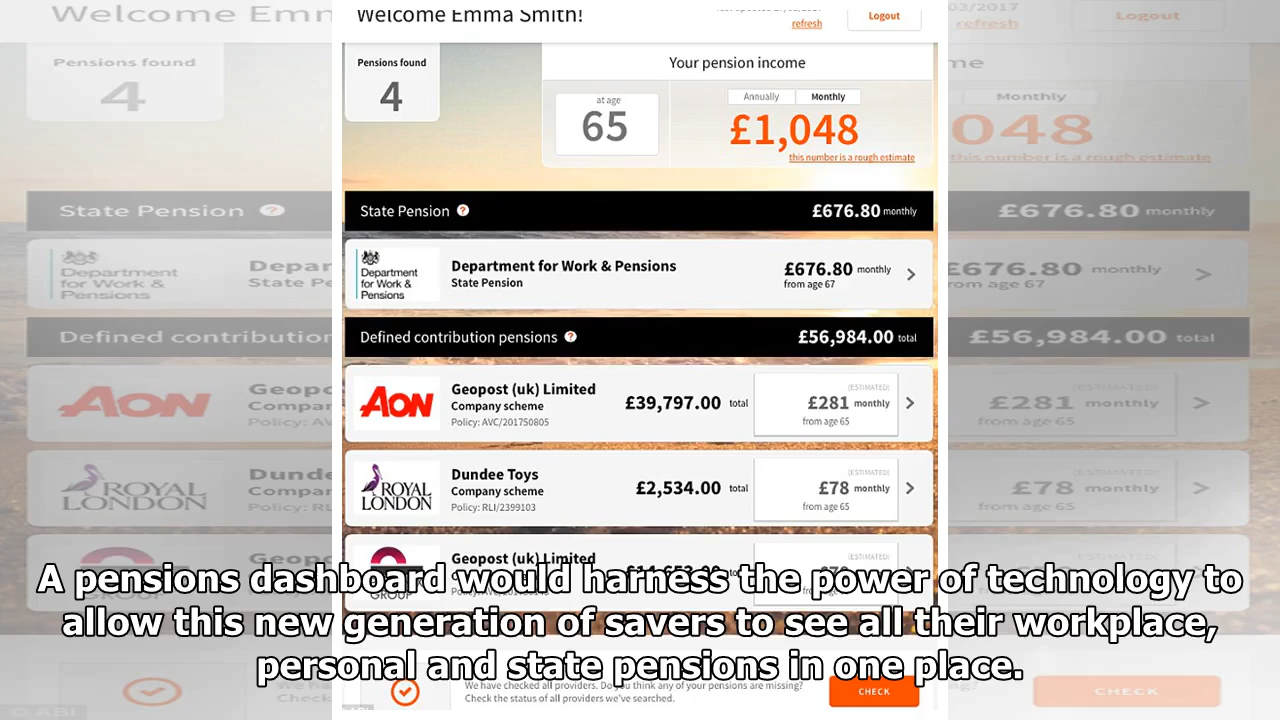 Welcome Emma Smith!
refresh
Logout
Pensions found
4
Your pension income
at age
65
Annually
Monthly
£1,048
this number is a rough estimate
State Pension ?
£676.80 monthly
Department
for Work &
Pensions
Department for Work & Pensions
State Pension
£676.80 monthly
from age 67
Defined contribution pensions ?
£56,984.00 total
AON
Geopost (uk) Limited
Company scheme
Policy: AVC/201750805
£39,797.00 total
(ESTIMATED)
£281 monthly
from age 65
ROYAL
LONDON
Dundee Toys
Company scheme
Policy: RLI/2399103
£2,534.00 total
(ESTIMATED)
£78 monthly
from age 65
GROUP
Geopost (uk) Limited
(ESTIMATED)
A pensions dashboard would harness the power of technology to
allow this new generation of savers to see all their workplace,
personal and state pensions in one place.
We have checked all providers. Do you think any of your pensions are missing?
Check the status of all providers we've searched.
CHECK
© ABI